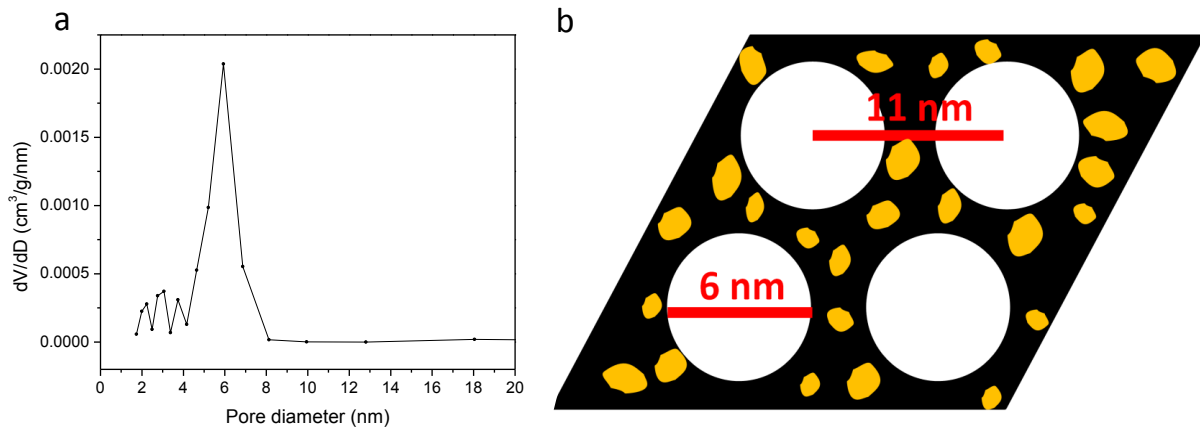 a
dV/dD (cm³/g/nm)
0.0020
0.0015
0.0010
0.0005
0.0000
0 2 4 6 8 10 12 14 16 18 20
Pore diameter (nm)
b
11 nm
6 nm